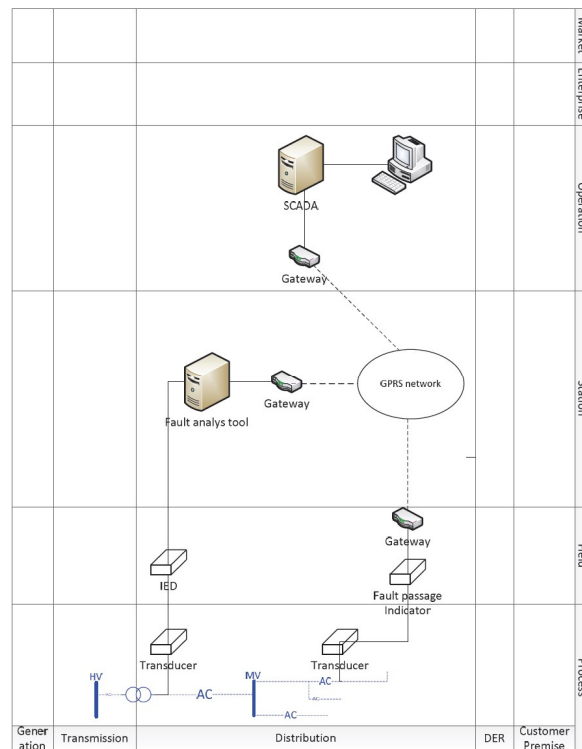 Market
Enterprise
Operation
SCADA
Gateway
Station
GPRS network
Gateway
Fault analys tool
Gateway
Field
IED
Fault passage
Indicator
Process
Transducer
Transducer
HV
MV
AC
AC
AC
AC
AC
Gener
ation
Transmission
Distribution
DER
Customer
Premise